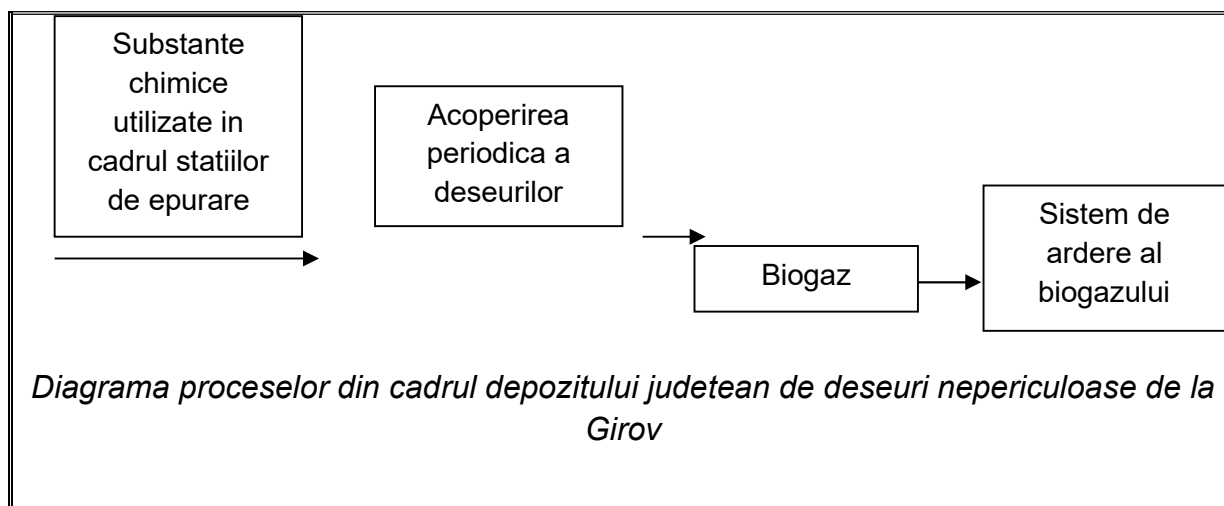 Substante
chimice
utilizate in
cadrul statiilor
de epurare
Acoperirea
periodica a
deseurilor
Biogaz
Sistem de
ardere al
biogazului
Diagrama proceselor din cadrul depozitului judetean de deseuri nepericuloase de la
Girov